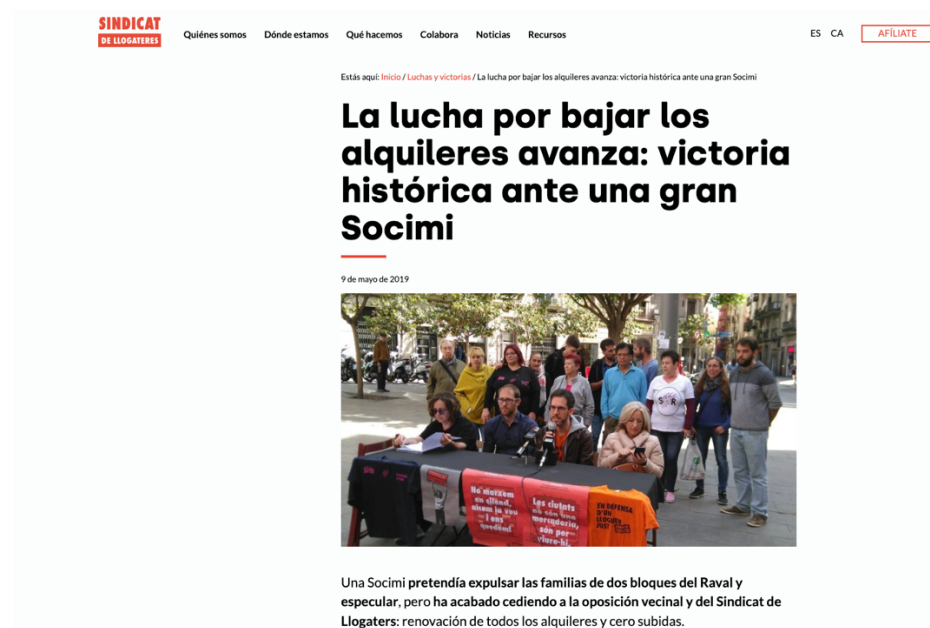 SINDICAT
DE LLOGATERES
Quiénes somos Dónde estamos Qué hacemos Colabora Noticias Recursos
ES CA AFÍLIATE
Estás aquí: Inicio / Luchas y victorias / La lucha por bajar los alquileres avanza: victoria histórica ante una gran Socimi
La lucha por bajar los
alquileres avanza: victoria
histórica ante una gran
Socimi
9 de mayo de 2019
No marxem
en silenci,
alcem la veu
i ens
quedem!
Les ciutats
no són una
mercaderia,
són per
viure-hi.
EN DEFENSA
D'UN
LLOGUER
JUST!
Una Socimi pretendía expulsar las familias de dos bloques del Raval y
especular, pero ha acabado cediendo a la oposición vecinal y del Sindicat de
Llogaters: renovación de todos los alquileres y cero subidas.